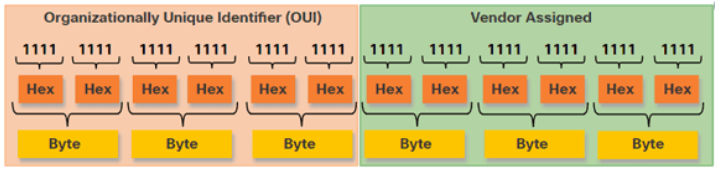 Organizationally Unique Identifier (OUI) Vendor Assigned
1111 1111 1111 1111 1111 1111 1111 1111 1111 1111 1111 1111
Hex Hex Hex Hex Hex Hex Hex Hex Hex Hex Hex Hex
Byte Byte Byte Byte Byte Byte